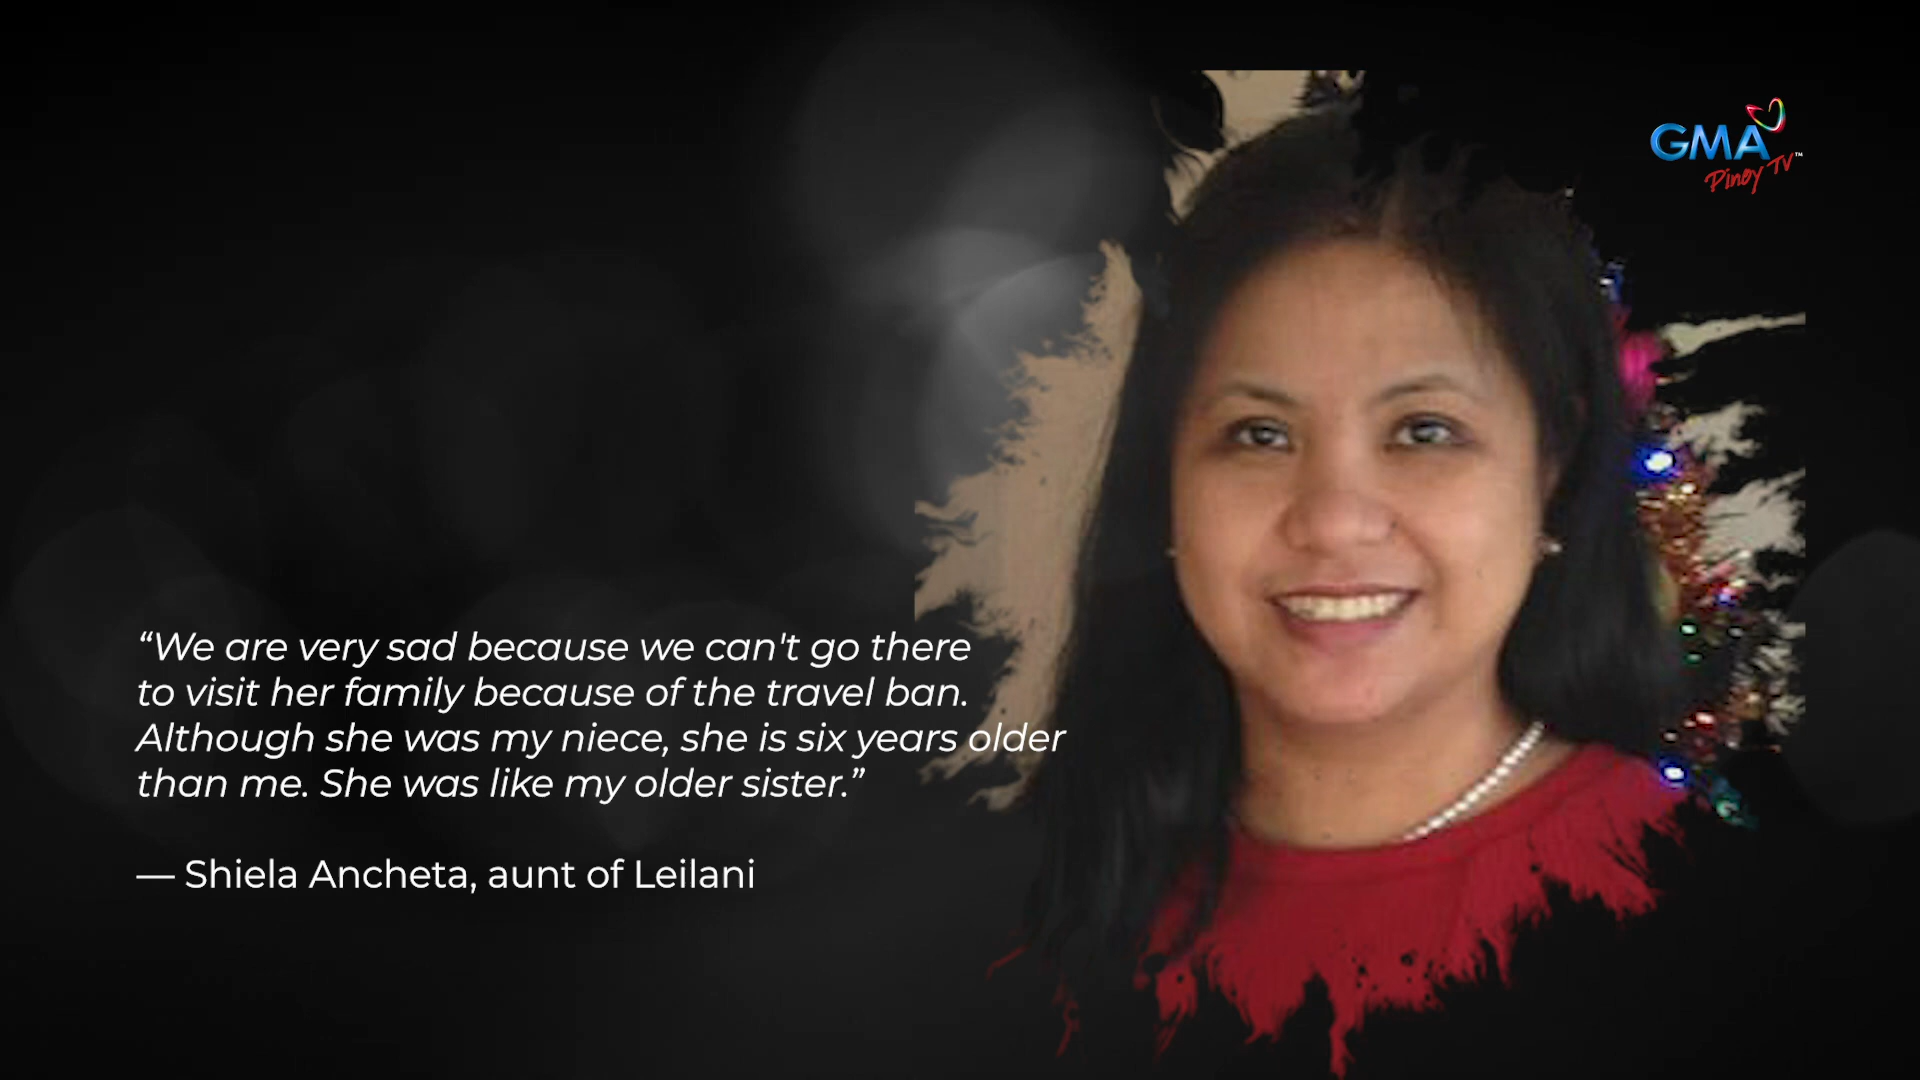 GMA
Pinoy TV™
“We are very sad because we can't go there
to visit her family because of the travel ban.
Although she was my niece, she is six years older
than me. She was like my older sister.”
— Shiela Ancheta, aunt of Leilani